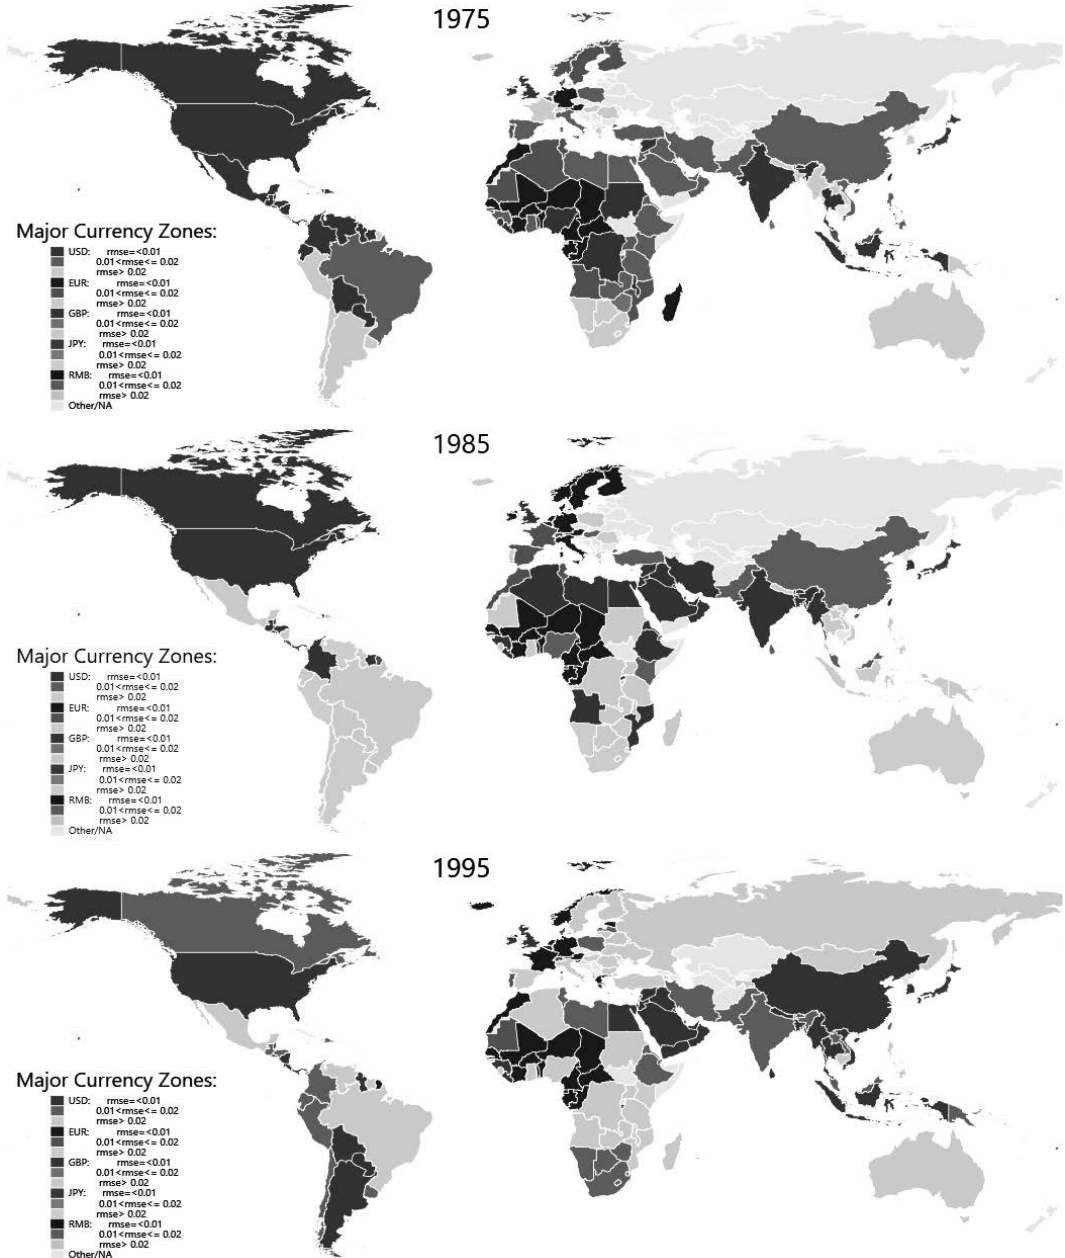 1975
Major Currency Zones:
USD: rmse=<0.01
0.01<rmse<= 0.02
rmse> 0.02
EUR: rmse=<0.01
0.01<rmse<= 0.02
rmse> 0.02
GBP: rmse=<0.01
0.01<rmse<= 0.02
rmse> 0.02
JPY: rmse=<0.01
0.01<rmse<= 0.02
rmse> 0.02
RMB: rmse=<0.01
0.01<rmse<= 0.02
rmse> 0.02
Other/NA
1985
Major Currency Zones:
USD: rmse=<0.01
0.01<rmse<= 0.02
rmse> 0.02
EUR: rmse=<0.01
0.01<rmse<= 0.02
rmse> 0.02
GBP: rmse=<0.01
0.01<rmse<= 0.02
rmse> 0.02
JPY: rmse=<0.01
0.01<rmse<= 0.02
rmse> 0.02
RMB: rmse=<0.01
0.01<rmse<= 0.02
rmse> 0.02
Other/NA
1995
Major Currency Zones:
USD: rmse=<0.01
0.01<rmse<= 0.02
rmse> 0.02
EUR: rmse=<0.01
0.01<rmse<= 0.02
rmse> 0.02
GBP: rmse=<0.01
0.01<rmse<= 0.02
rmse> 0.02
JPY: rmse=<0.01
0.01<rmse<= 0.02
rmse> 0.02
RMB: rmse=<0.01
0.01<rmse<= 0.02
rmse> 0.02
Other/NA